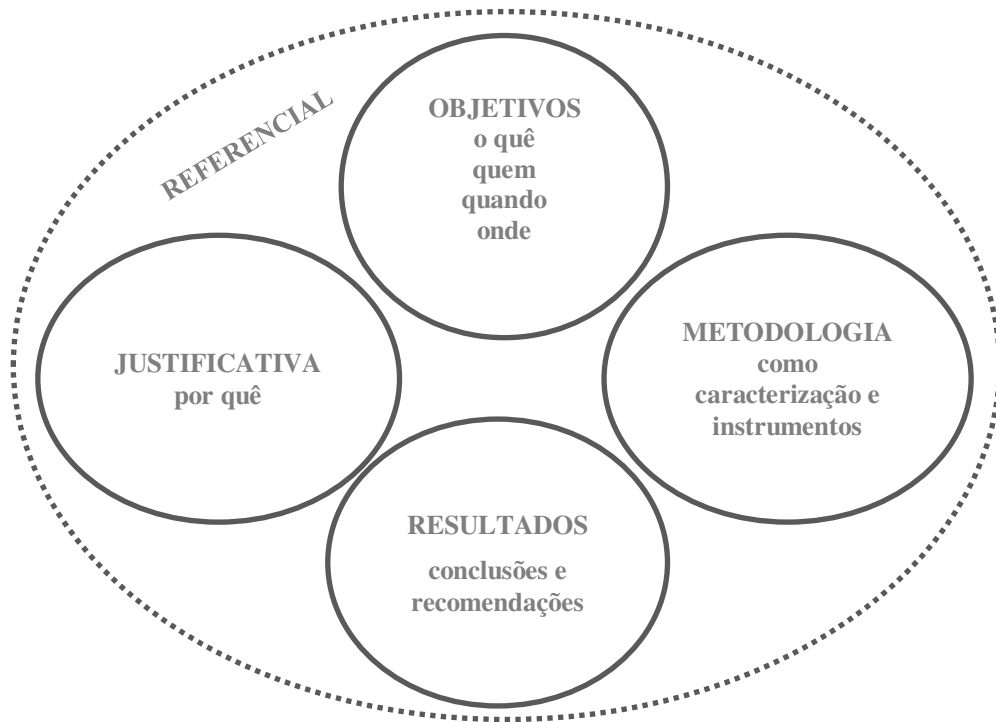 REFERENCIAL
OBJETIVOS
o quê
quem
quando
onde
JUSTIFICATIVA
por quê
METODOLOGIA
como
caracterização e
instrumentos
RESULTADOS
conclusões e
recomendações